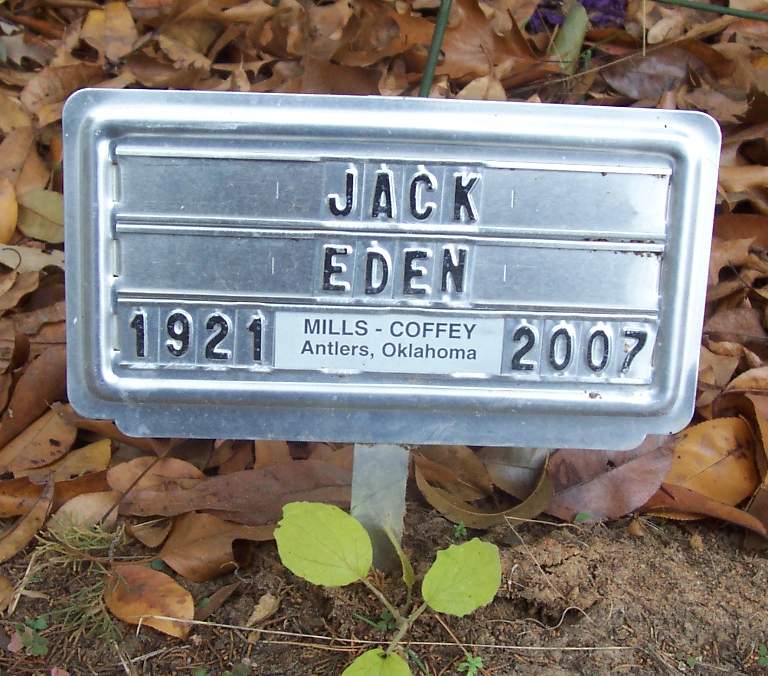 JACK
EDEN
1921 MILLS - COFFEY 2007
Antlers, Oklahoma